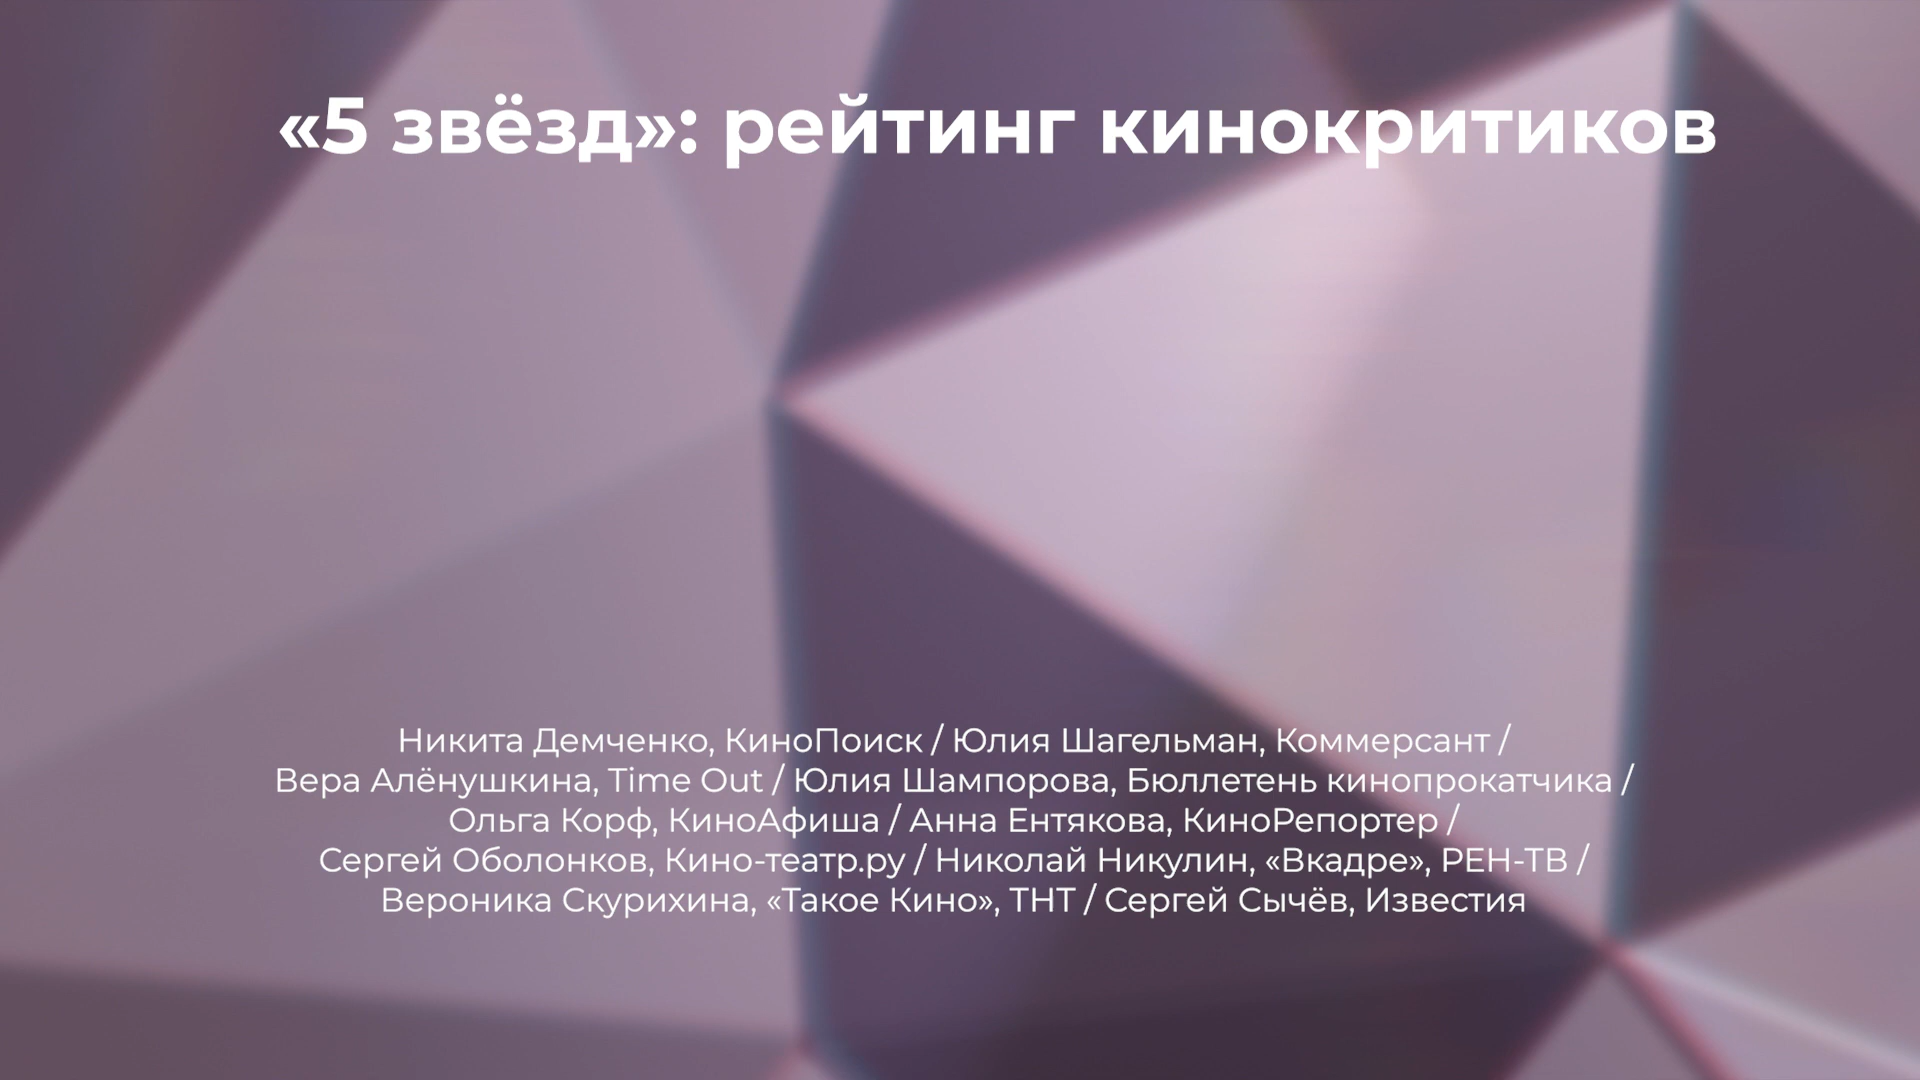 «5 звёзд»: рейтинг кинокритиков
Никита Демченко, КиноПоиск / Юлия Шагельман, Коммерсант /
Вера Алёнушкина, Time Out / Юлия Шампорова, Бюллетень кинопрокатчика /
Ольга Корф, КиноАфиша / Анна Ентякова, КиноРепортер /
Сергей Оболонков, Кино-театр.ру / Николай Никулин, «Вкадре», РЕН-ТВ /
Вероника Скурихина, «Такое Кино», ТНТ / Сергей Сычёв, Известия